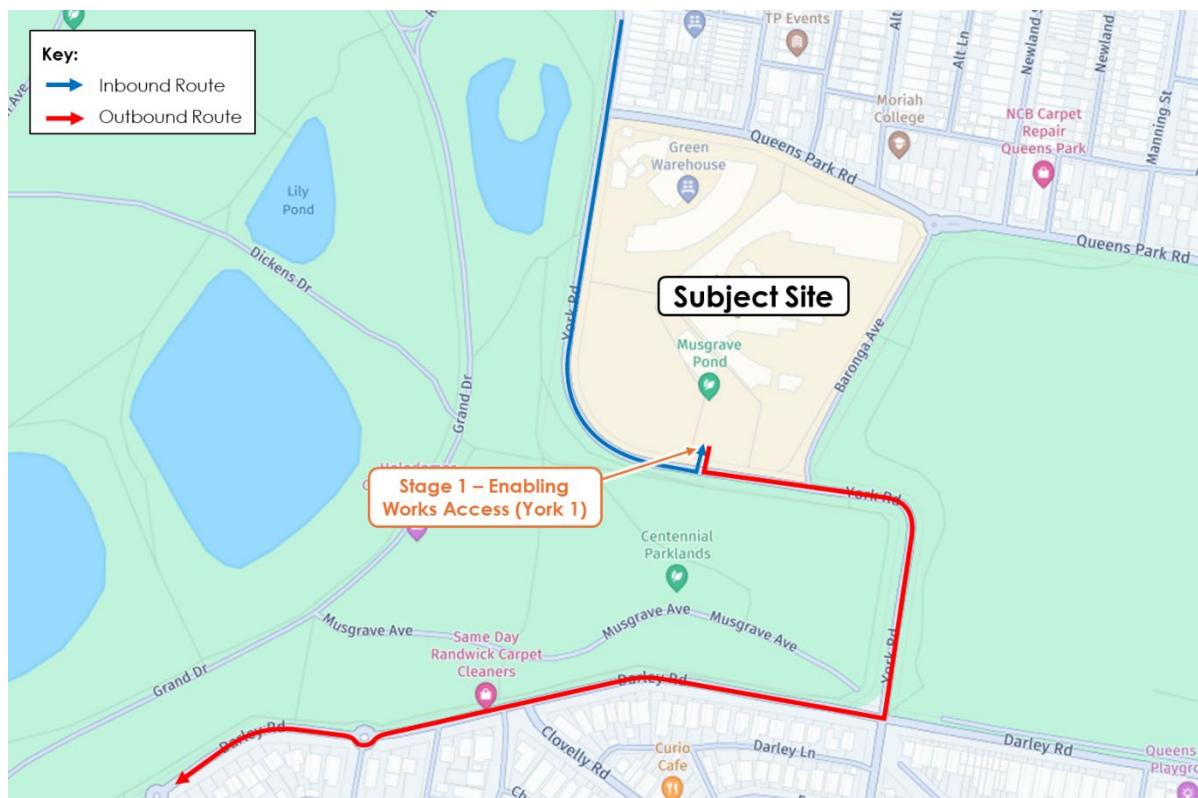 Key:
Inbound Route
Outbound Route
TP Events
Alt Ln
Newland
Newland
Manning St
Moriah
College
NCB Carpet
Repair
Queens Park
Queens Park Rd
Green
Warehouse
Queens Park Rd
Lily
Pond
Dickens Dr
York Rd
Subject Site
Musgrave
Pond
Baronga Ave
Grand Dr
Stage 1 – Enabling
Works Access (York 1)
York Rd
Centennial
Parklands
Musgrave Ave
Musgrave Ave
Musgrave Ave
York Rd
Same Day
Randwick Carpet
Cleaners
Grand Dr
Darley Rd
Darley Rd
Darley Rd
Clovelly Rd
Curio
Cafe
Darley Ln
Queens